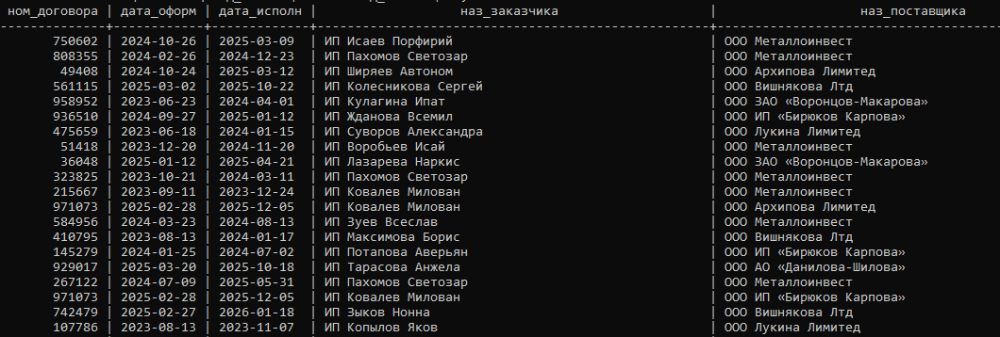 ном_договора | дата_оформ | дата_исполн | наз_заказчика | наз_поставщика
750602 | 2024-10-26 | 2025-03-09 | ИП Исаев Порфирий | ООО Металлоинвест
808355 | 2024-02-26 | 2024-12-23 | ИП Пахомов Светозар | ООО Металлоинвест
49408 | 2024-10-24 | 2025-03-12 | ИП Ширяев Автоном | ООО Архипова Лимитед
561115 | 2025-03-02 | 2025-10-22 | ИП Колесникова Сергей | ООО Вишнякова Лтд
958952 | 2023-06-23 | 2024-04-01 | ИП Кулагина Ипат | ООО ЗАО «Воронцов-Макарова»
936510 | 2024-09-27 | 2025-01-12 | ИП Жданова Всемил | ООО ИП «Бирюков Карпова»
475659 | 2023-06-18 | 2024-01-15 | ИП Суворов Александра | ООО Лукина Лимитед
51418 | 2023-12-20 | 2024-11-20 | ИП Воробьев Исай | ООО Металлоинвест
36048 | 2025-01-12 | 2025-04-21 | ИП Лазарева Наркис | ООО ЗАО «Воронцов-Макарова»
323825 | 2023-10-21 | 2024-03-11 | ИП Пахомов Светозар | ООО Металлоинвест
215667 | 2023-09-11 | 2023-12-24 | ИП Ковалев Милован | ООО Металлоинвест
971073 | 2025-02-28 | 2025-12-05 | ИП Ковалев Милован | ООО Архипова Лимитед
584956 | 2024-03-23 | 2024-08-13 | ИП Зуев Всеслав | ООО Металлоинвест
410795 | 2023-08-13 | 2024-01-17 | ИП Максимова Борис | ООО Вишнякова Лтд
145279 | 2024-01-25 | 2024-07-02 | ИП Потапова Аверьян | ООО ИП «Бирюков Карпова»
929017 | 2025-03-20 | 2025-10-18 | ИП Тарасова Анжела | ООО АО «Данилова-Шилова»
267122 | 2024-07-09 | 2025-05-31 | ИП Пахомов Светозар | ООО Металлоинвест
971073 | 2025-02-28 | 2025-12-05 | ИП Ковалев Милован | ООО ИП «Бирюков Карпова»
742479 | 2025-02-27 | 2026-01-18 | ИП Зыков Нонна | ООО Вишнякова Лтд
107786 | 2023-08-13 | 2023-11-07 | ИП Копылов Яков | ООО Лукина Лимитед